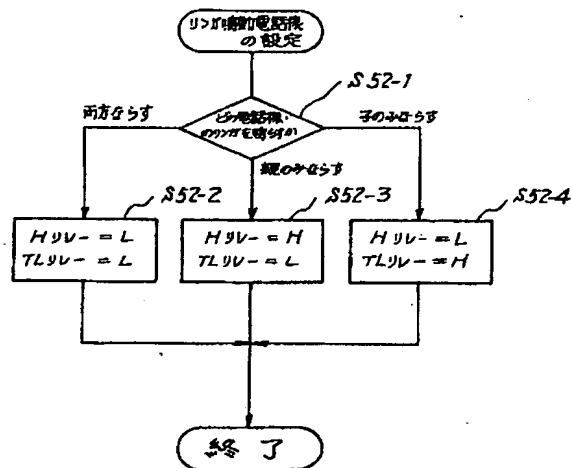 リンガ鳴動電話機
の設定
S52-1
どの電話機
のリンガを鳴らすか
両方ならす
子のみならす
親のみならす
S52-2
S52-3
S52-4
Hリレー=L
TLリレー=L
Hリレー=H
TLリレー=L
Hリレー=L
TLリレー=H
終了